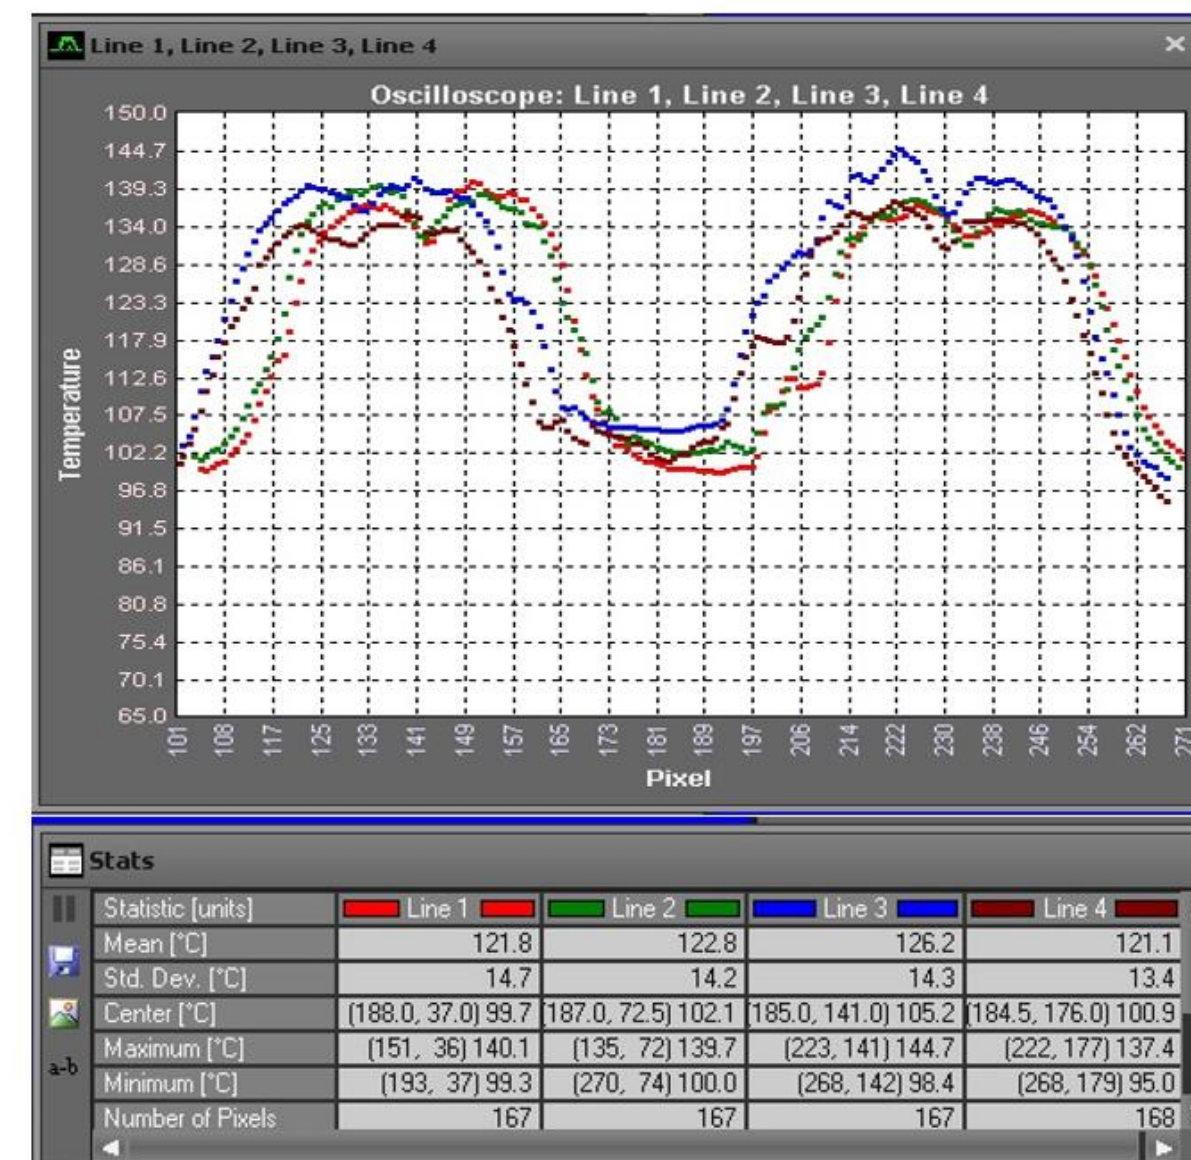 Line 1, Line 2, Line 3, Line 4
Oscilloscope: Line 1, Line 2, Line 3, Line 4
150.0
144.7
139.3
134.0
128.6
123.3
117.9
112.6
107.5
102.2
96.8
91.5
86.1
80.8
75.4
70.1
65.0
Temperature
101 108 117 125 133 141 149 157 165 173 181 189 197 206 214 222 230 238 246 254 262 271
Pixel
Stats
Statistic [units] Line 1 Line 2 Line 3 Line 4
Mean [°C] 121.8 122.8 126.2 121.1
Std. Dev. [°C] 14.7 14.2 14.3 13.4
Center [°C] (188.0, 37.0) 99.7 (187.0, 72.5) 102.1 (185.0, 141.0) 105.2 (184.5, 176.0) 100.9
Maximum [°C] (151, 36) 140.1 (135, 72) 139.7 (223, 141) 144.7 (222, 177) 137.4
a-b
Minimum [°C] (193, 37) 99.3 (270, 74) 100.0 (268, 142) 98.4 (268, 179) 95.0
Number of Pixels 167 167 167 168